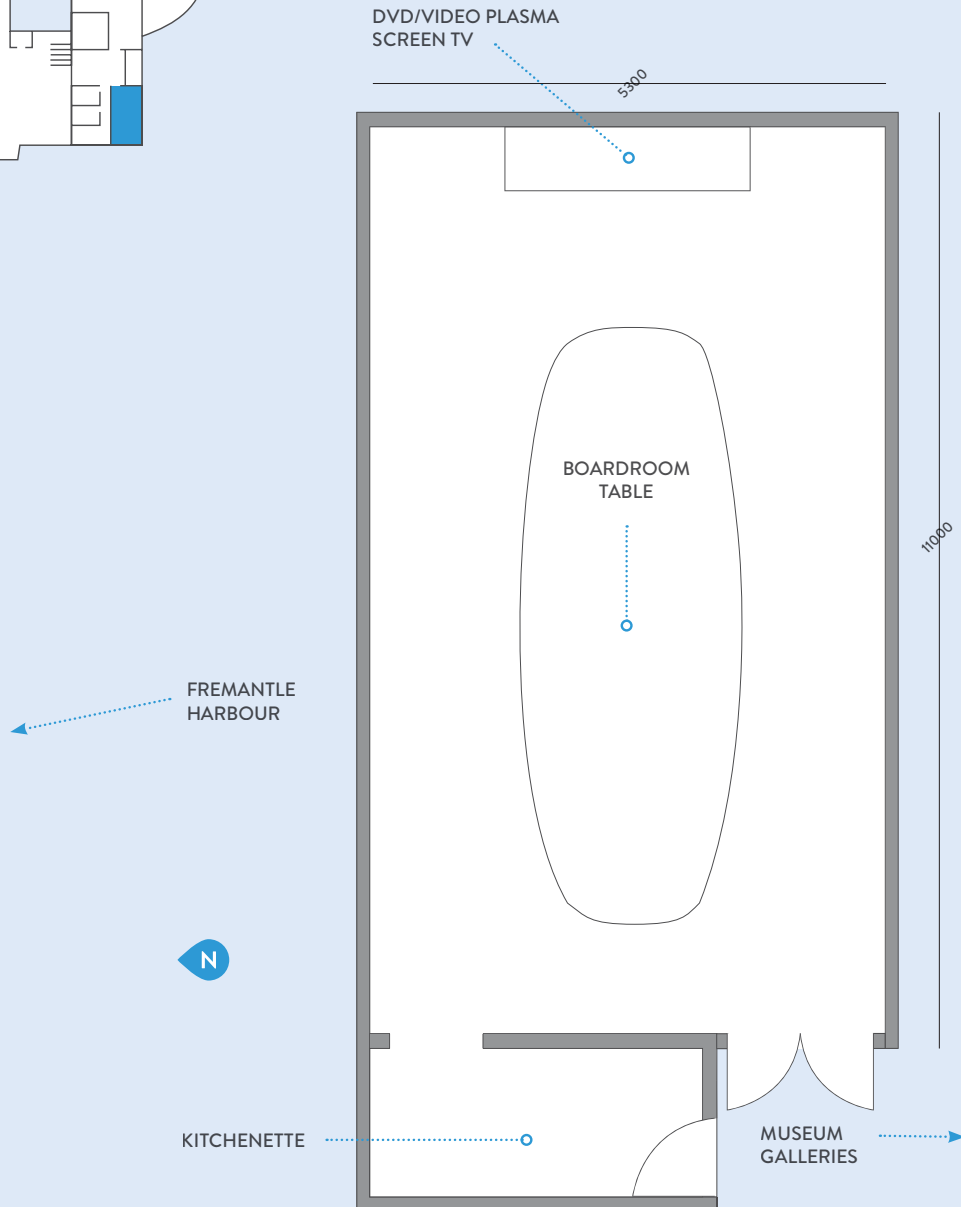 DVD/VIDEO PLASMA
SCREEN TV
5300
BOARDROOM
TABLE
11000
FREMANTLE
HARBOUR
N
KITCHENETTE
MUSEUM
GALLERIES